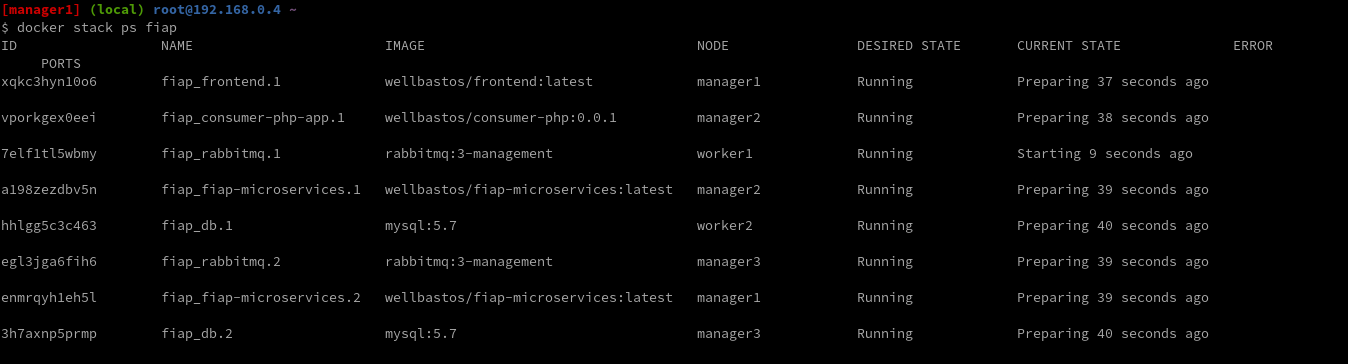 [manager1] (local) root@192.168.0.4 ~
$ docker stack ps fiap
ID NAME IMAGE NODE DESIRED STATE CURRENT STATE ERROR
PORTS
xqkc3hynl0o6 fiap_frontend.1 wellbastos/frontend:latest manager1 Running Preparing 37 seconds ago
vporkgex0eei fiap_consumer-php-app.1 wellbastos/consumer-php:0.0.1 manager2 Running Preparing 38 seconds ago
7elf1tl5wbmy fiap_rabbitmq.1 rabbitmq:3-management worker1 Running Starting 9 seconds ago
a198zezdbv5n fiap_fiap-microservices.1 wellbastos/fiap-microservices:latest manager2 Running Preparing 39 seconds ago
hhlgg5c3c463 fiap_db.1 mysql:5.7 worker2 Running Preparing 40 seconds ago
egl3jga6fih6 fiap_rabbitmq.2 rabbitmq:3-management manager3 Running Preparing 39 seconds ago
enmrqyh1eh5l fiap_fiap-microservices.2 wellbastos/fiap-microservices:latest manager1 Running Preparing 39 seconds ago
3h7axnp5prmp fiap_db.2 mysql:5.7 manager3 Running Preparing 40 seconds ago